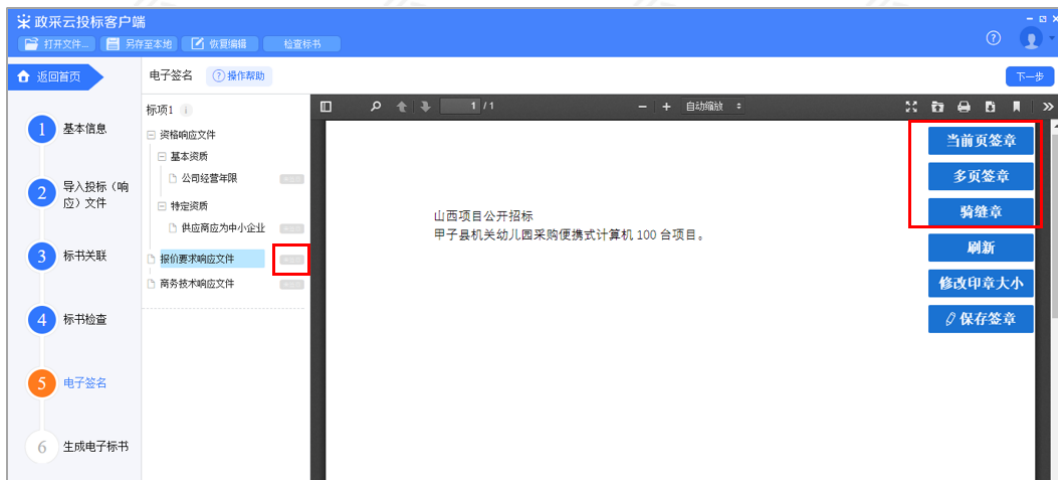 政采云投标客户端
打开文件... 另存至本地 恢复编辑 检查标书
返回首页
电子签名 操作帮助 下一步
1 基本信息
2 导入投标（响应）文件
3 标书关联
4 标书检查
5 电子签名
6 生成电子标书
标项1
资格响应文件
基本资质
公司经营年限
特定资质
供应商应为中小企业
报价要求响应文件
商务技术响应文件
1 / 1 自动缩放
山西项目公开招标
甲子县机关幼儿园采购便携式计算机 100 台项目。
当前页签章
多页签章
骑缝章
刷新
修改印章大小
保存签章